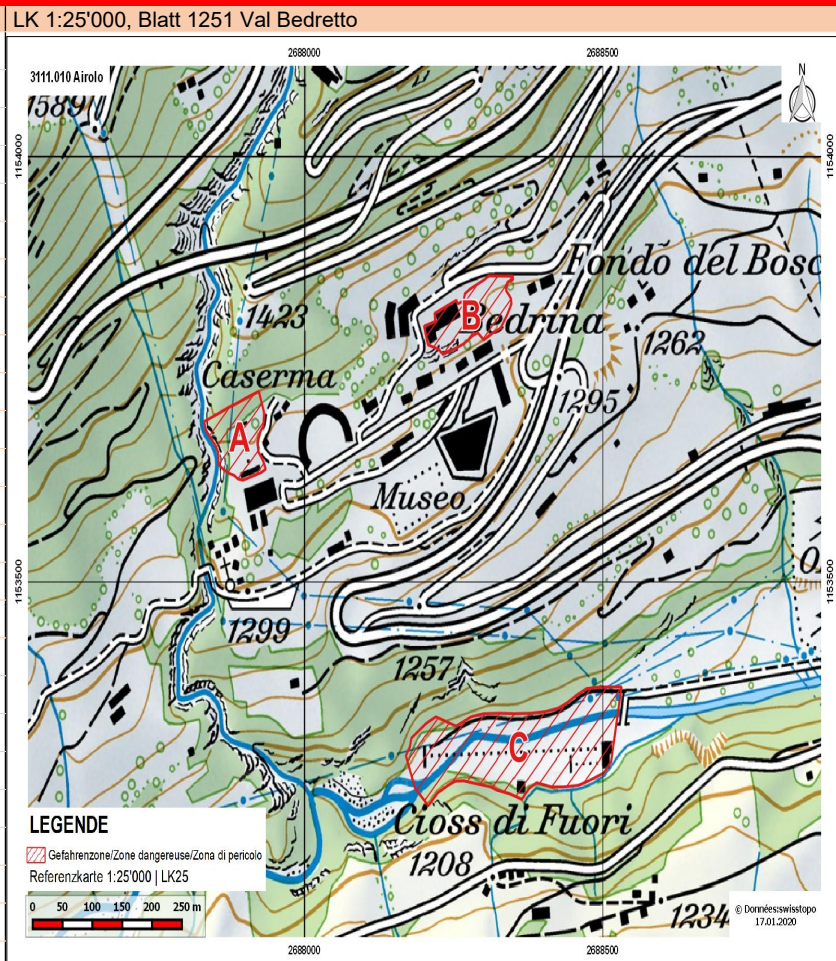 LK 1:25'000, Blatt 1251 Val Bedretto
2688000
2688500
3111.010 Airolo
N
1589
1154000
1154000
Fondo del Bosc
1423
Bedrina
B
1262
Caserma
1295
A
Museo
1153500
1153500
1299
1257
C
Cioss di Fuori
LEGENDE
Gefahrenzone/Zone dangereuse/Zona di pericolo
Referenzkarte 1:25'000 | LK25
1208
0 50 100 150 200 250 m
1234
© Données:swisstopo
17.01.2020
2688000
2688500